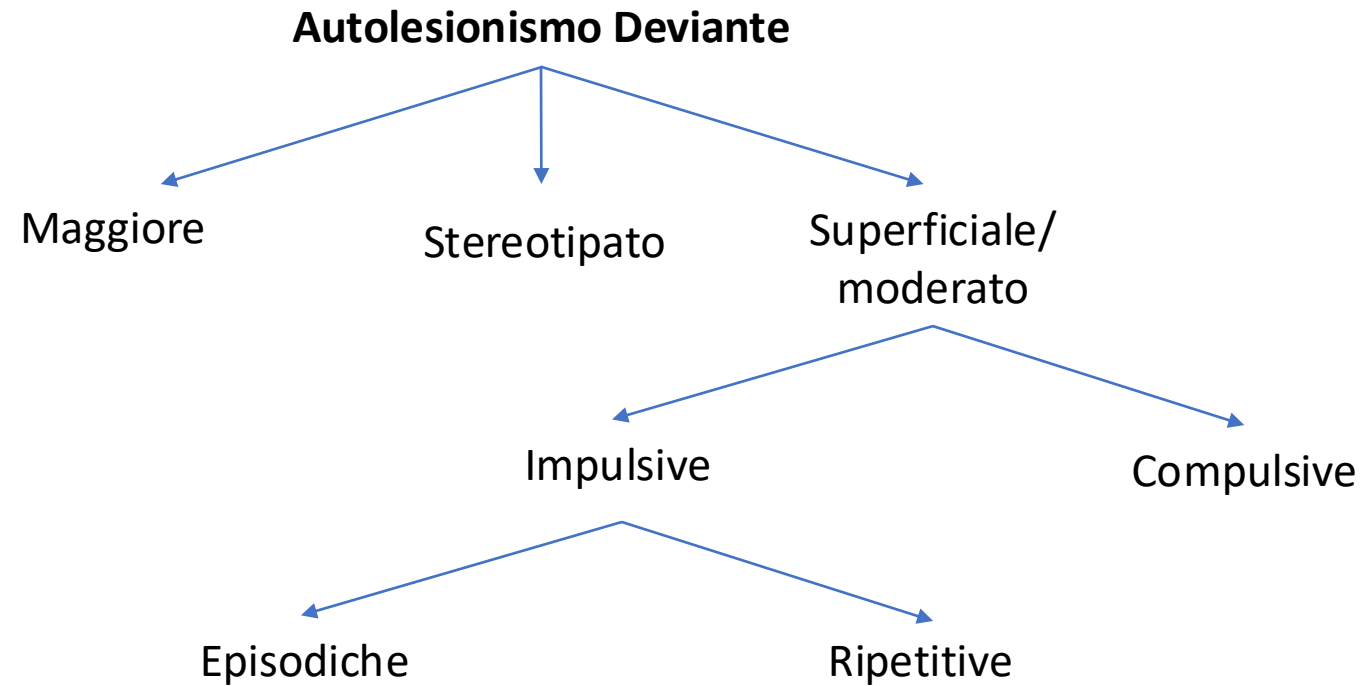 Autolesionismo Deviante
Maggiore
Stereotipato
Superficiale/
moderato
Impulsive
Compulsive
Episodiche
Ripetitive